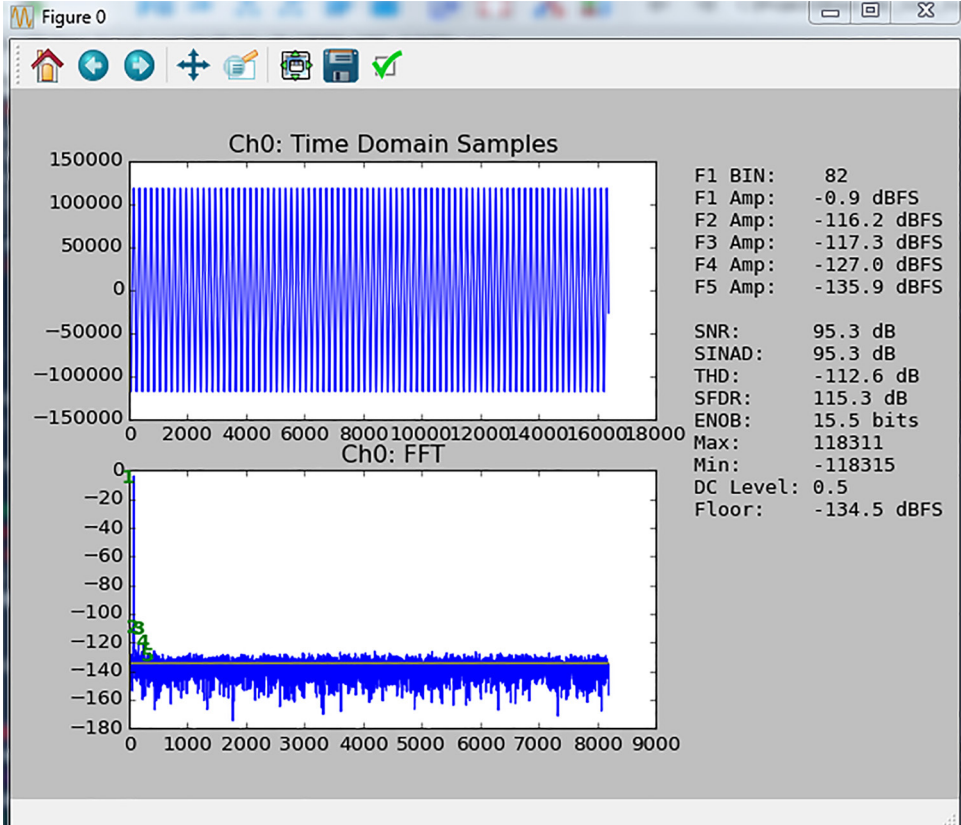 Figure 0
Ch0: Time Domain Samples
150000
100000
50000
0
−50000
−100000
−150000
0 2000 4000 6000 8000 10000 12000 14000 16000 18000
Ch0: FFT
0
−20
−40
−60
−80
−100
−120
−140
−160
−180
1
2 3
4
5
0 1000 2000 3000 4000 5000 6000 7000 8000 9000
F1 BIN: 82
F1 Amp: -0.9 dBFS
F2 Amp: -116.2 dBFS
F3 Amp: -117.3 dBFS
F4 Amp: -127.0 dBFS
F5 Amp: -135.9 dBFS
SNR: 95.3 dB
SINAD: 95.3 dB
THD: -112.6 dB
SFDR: 115.3 dB
ENOB: 15.5 bits
Max: 118311
Min: -118315
DC Level: 0.5
Floor: -134.5 dBFS